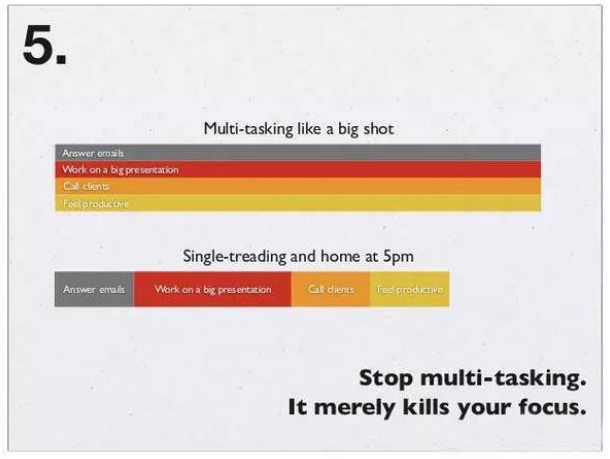 5.
Multi-tasking like a big shot
Answer emails
Work on a big presentation
Call clients
Feel productive
Single-treading and home at 5pm
Answer emails Work on a big presentation Call clients Feel productive
Stop multi-tasking.
It merely kills your focus.